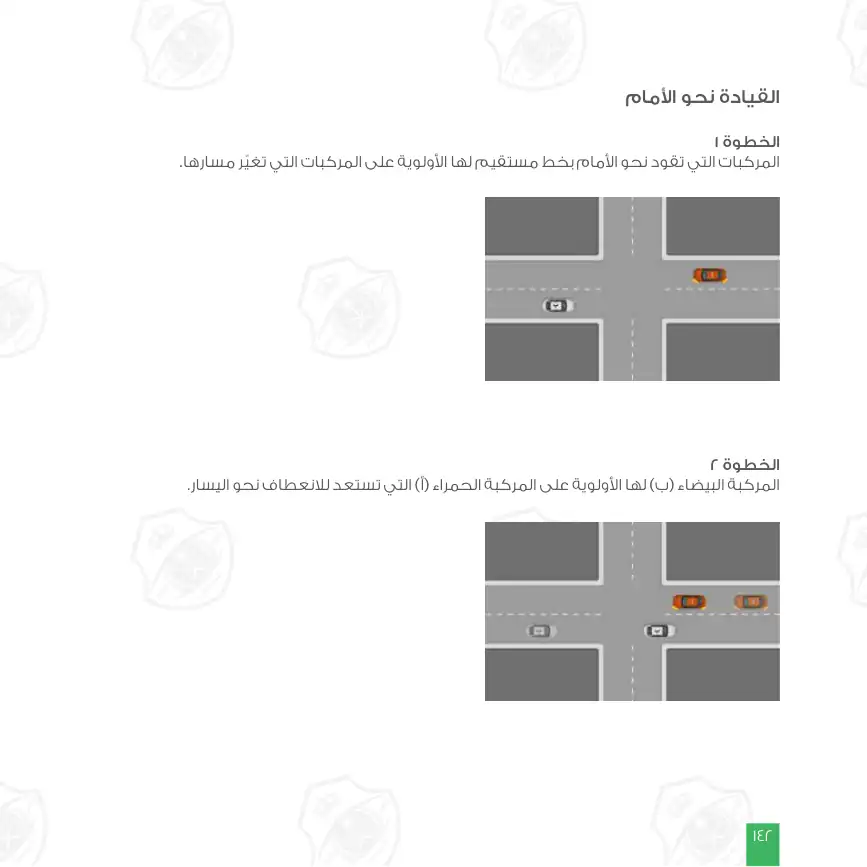 القيادة نحو الأمام
الخطوة ١
المركبات التي تقود نحو الأمام بخط مستقيم لها الأولوية على المركبات التي تغيّر مسارها.
الخطوة ٢
المركبة البيضاء (ب) لها الأولوية على المركبة الحمراء (أ) التي تستعد للانعطاف نحو اليسار.
١٤٢